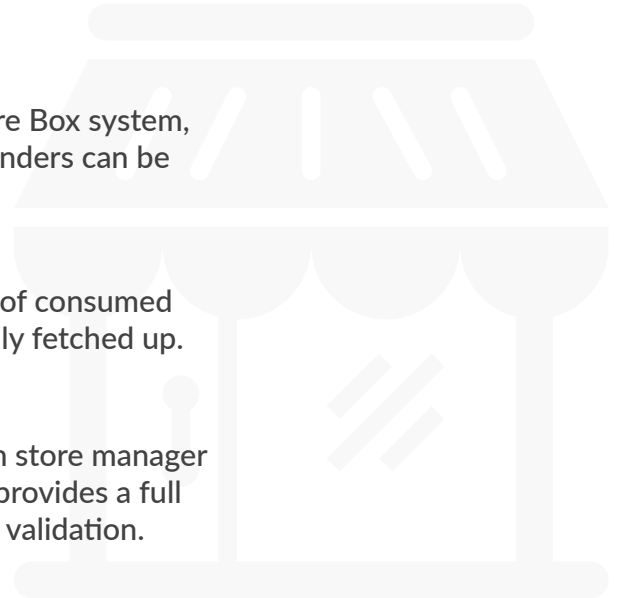 re Box system,
nders can be
of consumed
ly fetched up.
n store manager
provides a full
validation.